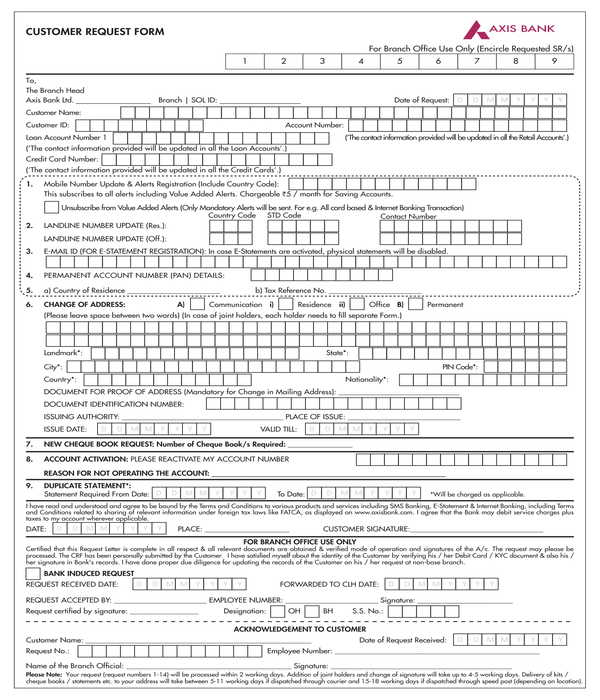 CUSTOMER REQUEST FORM
AXIS BANK
For Branch Office Use Only (Encircle Requested SR/s)
1 2 3 4 5 6 7 8 9
To,
The Branch Head
Axis Bank Ltd. Branch | SOL ID: Date of Request: D D M M Y Y Y Y
Customer Name:
Customer ID: Account Number:
Loan Account Number 1 ('The contact information provided will be updated in all the Retail Accounts'.)
('The contact information provided will be updated in all the Loan Accounts'.)
Credit Card Number:
('The contact information provided will be updated in all the Credit Cards'.)
1. Mobile Number Update & Alerts Registration (Include Country Code):
This subscribes to all alerts including Value Added Alerts. Chargeable ₹5 / month for Saving Accounts.
Unsubscribe from Value Added Alerts (Only Mandatory Alerts will be sent. For e.g. All card based & Internet Banking Transaction)
Country Code STD Code Contact Number
2. LANDLINE NUMBER UPDATE (Res.):
LANDLINE NUMBER UPDATE (Off.):
3. E-MAIL ID (FOR E-STATEMENT REGISTRATION): In case E-Statements are activated, physical statements will be disabled.
4. PERMANENT ACCOUNT NUMBER (PAN) DETAILS:
5. a) Country of Residence b) Tax Reference No.
6. CHANGE OF ADDRESS: A) Communication i) Residence ii) Office B) Permanent
(Please leave space between two words) (In case of joint holders, each holder needs to fill separate Form.)
Landmark*: State*:
City*: PIN Code*:
Country*: Nationality*:
DOCUMENT FOR PROOF OF ADDRESS (Mandatory for Change in Mailing Address):
DOCUMENT IDENTIFICATION NUMBER:
ISSUING AUTHORITY: PLACE OF ISSUE:
ISSUE DATE: D D M M Y Y Y Y VALID TILL: D D M M Y Y Y Y
7. NEW CHEQUE BOOK REQUEST: Number of Cheque Book/s Required:
8. ACCOUNT ACTIVATION: PLEASE REACTIVATE MY ACCOUNT NUMBER
REASON FOR NOT OPERATING THE ACCOUNT:
9. DUPLICATE STATEMENT*:
Statement Required From Date: D D M M Y Y Y Y To Date: D D M M Y Y Y Y *Will be charged as applicable.
I have read and understood and agree to be bound by the Terms and Conditions to various products and services including SMS Banking, E-Statement & Internet Banking, including Terms
and Conditions related to sharing of relevant information under foreign tax laws like FATCA, as displayed on www.axisbank.com. I agree that the Bank may debit service charges plus
taxes to my account wherever applicable.
DATE: D D M M Y Y Y Y PLACE: CUSTOMER SIGNATURE:
FOR BRANCH OFFICE USE ONLY
Certified that this Request Letter is complete in all respect & all relevant documents are obtained & verified mode of operation and signatures of the A/c. The request may please be
processed. The CRF has been personally submitted by the Customer. I have satisfied myself about the identity of the Customer by verifying his / her Debit Card / KYC document & also his /
her signature in Bank's records. I have done proper due diligence for updating the records of the Customer on his / her request at non-base branch.
BANK INDUCED REQUEST
REQUEST RECEIVED DATE: D D M M Y Y Y Y FORWARDED TO CLH DATE: D D M M Y Y Y Y
REQUEST ACCEPTED BY: EMPLOYEE NUMBER: Signature:
Request certified by signature: Designation: OH BH S.S. No.:
ACKNOWLEDGEMENT TO CUSTOMER
Customer Name: Date of Request Received: D D M M Y Y Y Y
Request No.: Employee Number:
Name of the Branch Official: Signature:
Please Note: Your request (request numbers 1-14) will be processed within 2 working days. Addition of joint holders and change of signature will take up to 4-5 working days. Delivery of kits /
cheque books / statements etc. to your address will take between 5-11 working days if dispatched through courier and 15-18 working days if dispatched through speed post (depending on location).